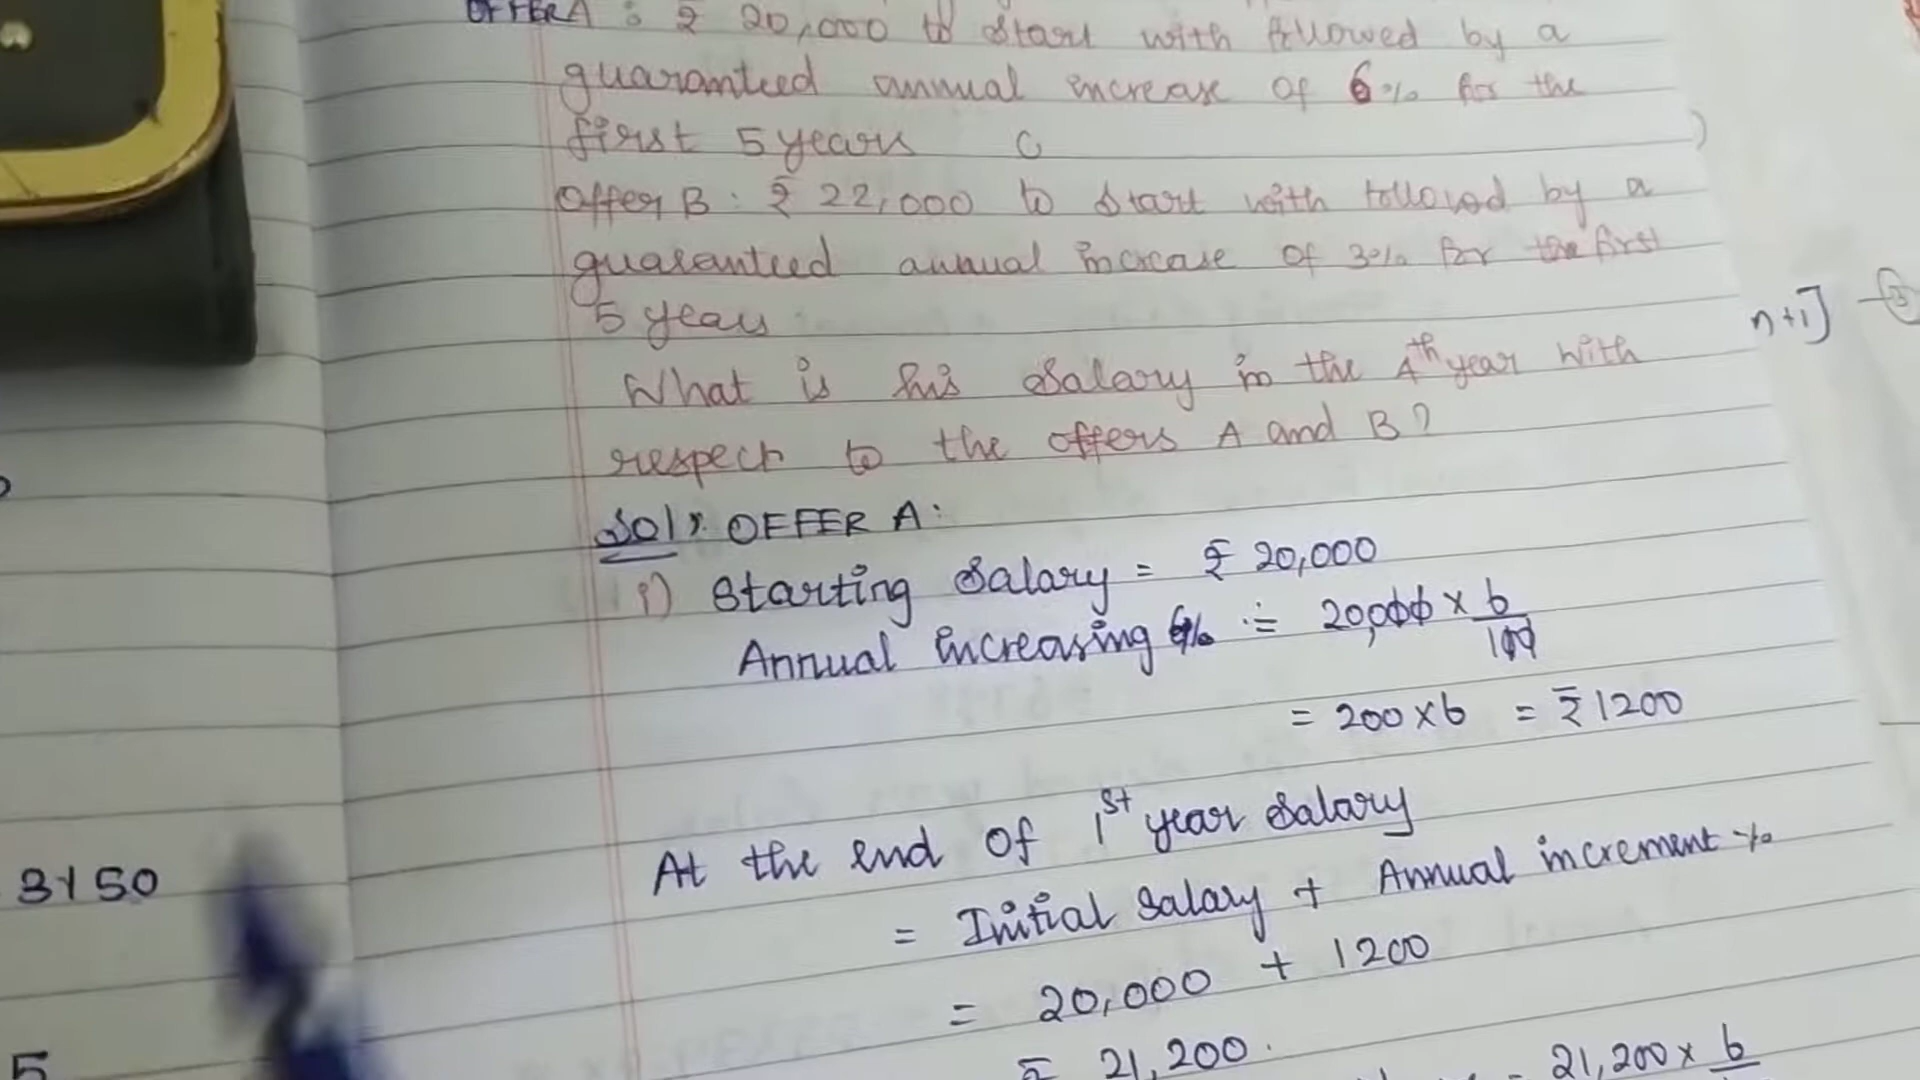 OFFER A : ₹ 20,000 to start with followed by a
guaranteed annual increase of 6% for the
first 5 years
Offer B : ₹ 22,000 to start with followed by a
guaranteed annual increase of 3% for the first
5 years
n+1] - ③
What is his salary in the 4th year with
respect to the offers A and B?
Sol: OFFER A:
i) Starting Salary = ₹ 20,000
Annual increasing 6% = 20,000 x 6/100
= 200 x 6 = ₹ 1200
At the end of 1st year Salary
= Initial Salary + Annual increment %
= 20,000 + 1200
₹ 21,200.
= 21,200 x 6
3150
5